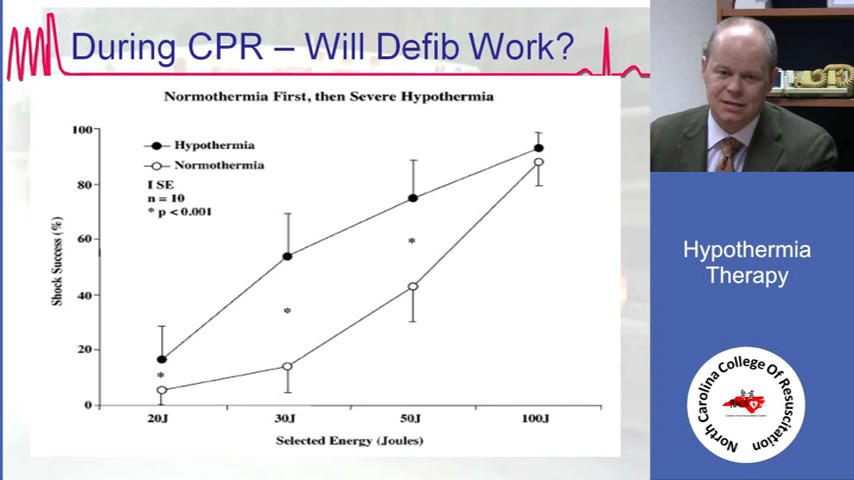 During CPR – Will Defib Work?
Normothermia First, then Severe Hypothermia
Hypothermia
Normothermia
I SE
n = 10
* p < 0.001
Shock Success (%)
100
80
60
40
20
0
*
*
*
20J
30J
50J
100J
Selected Energy (Joules)
Hypothermia
Therapy
North Carolina College Of Resuscitation